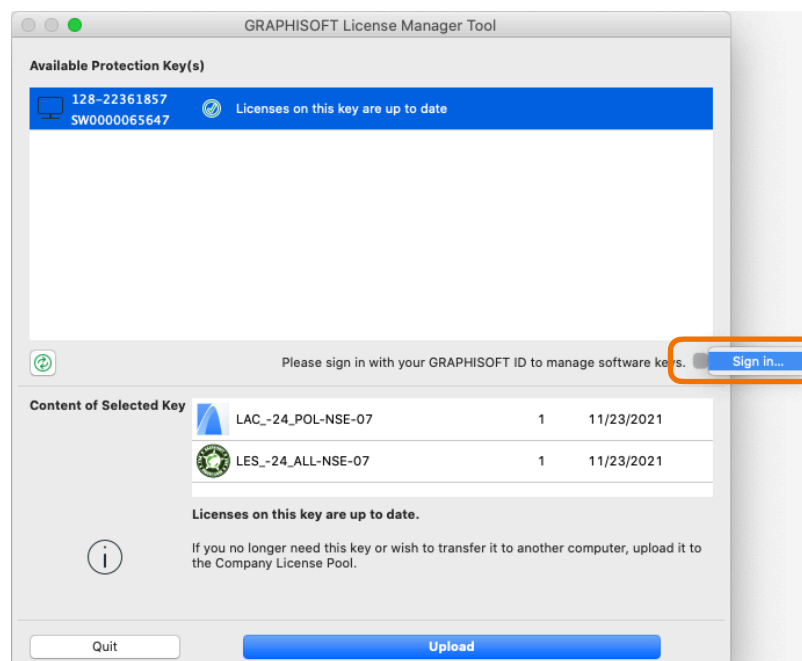 GRAPHISOFT License Manager Tool
Available Protection Key(s)
128-22361857
SW0000065647
Licenses on this key are up to date
Please sign in with your GRAPHISOFT ID to manage software keys.
Sign in...
Content of Selected Key
LAC_-24_POL-NSE-07 1 11/23/2021
LES_-24_ALL-NSE-07 1 11/23/2021
Licenses on this key are up to date.
If you no longer need this key or wish to transfer it to another computer, upload it to
the Company License Pool.
Quit
Upload